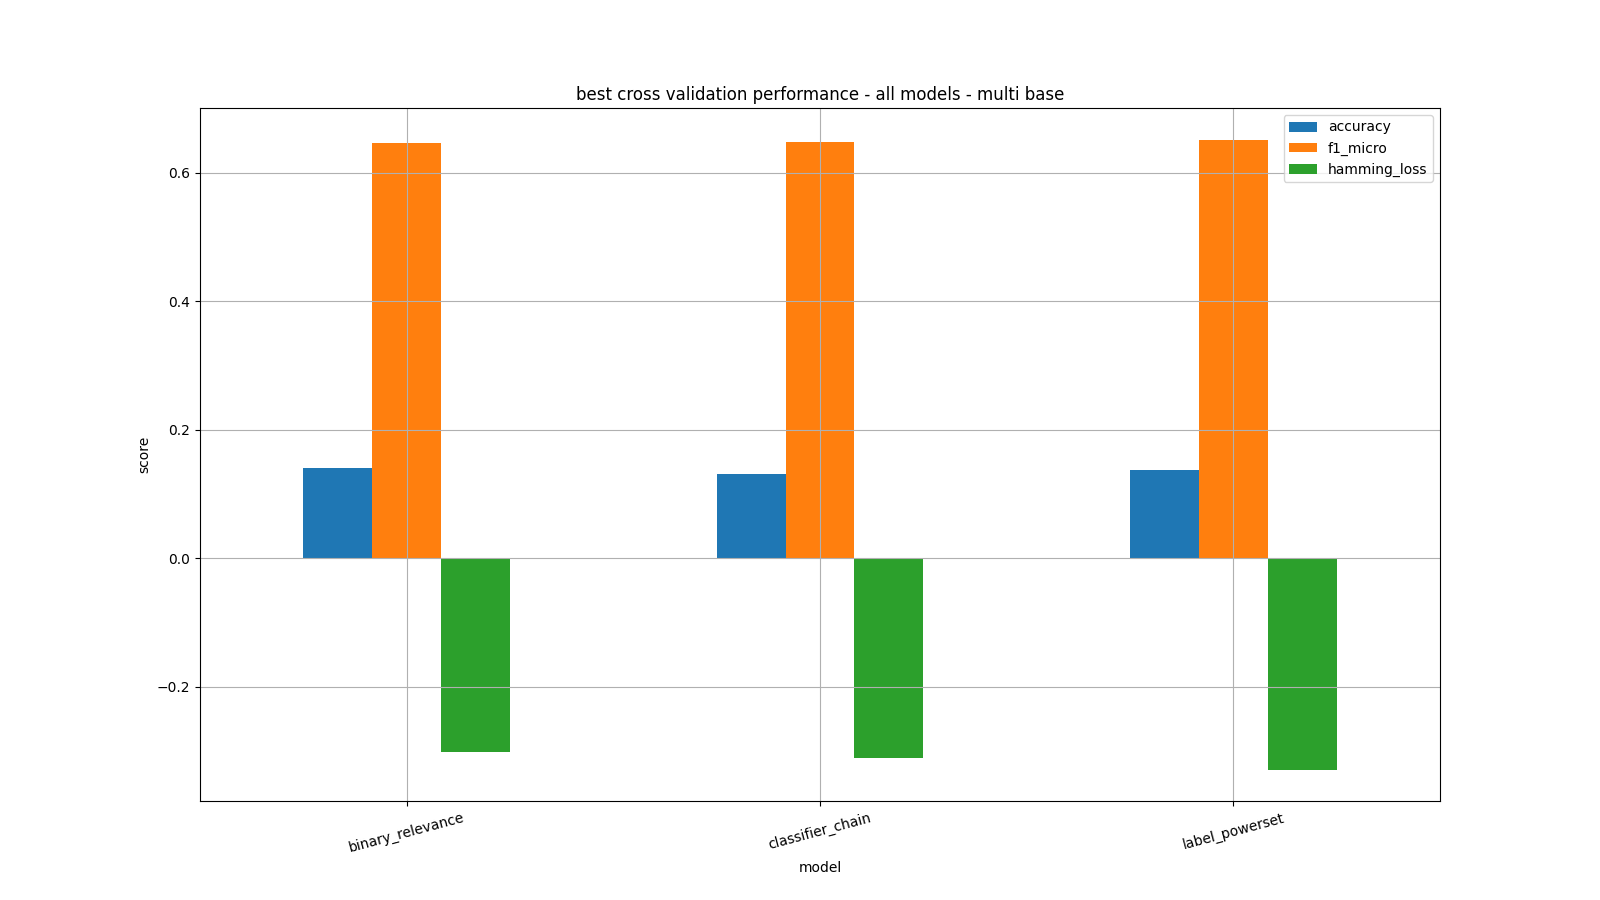 best cross validation performance - all models - multi base
accuracy
f1_micro
hamming_loss
0.6
0.4
0.2
0.0
−0.2
score
binary_relevance
classifier_chain
label_powerset
model